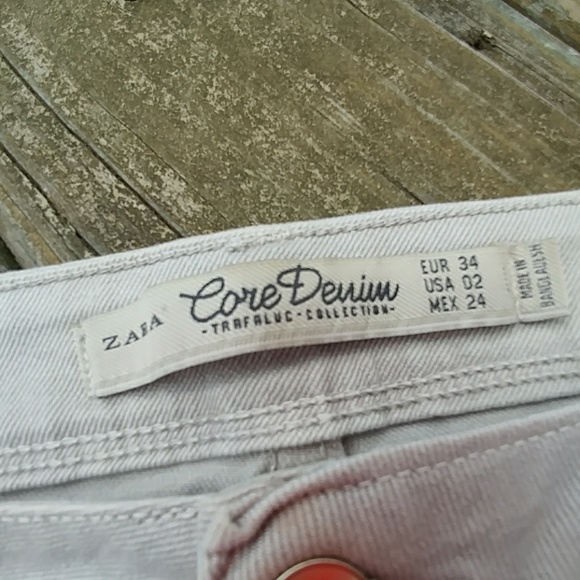 ZARA
Core Denim
-TRAFALUC-COLLECTION-
EUR 34
USA 02
MEX 24
MADE IN
BANGLADESH